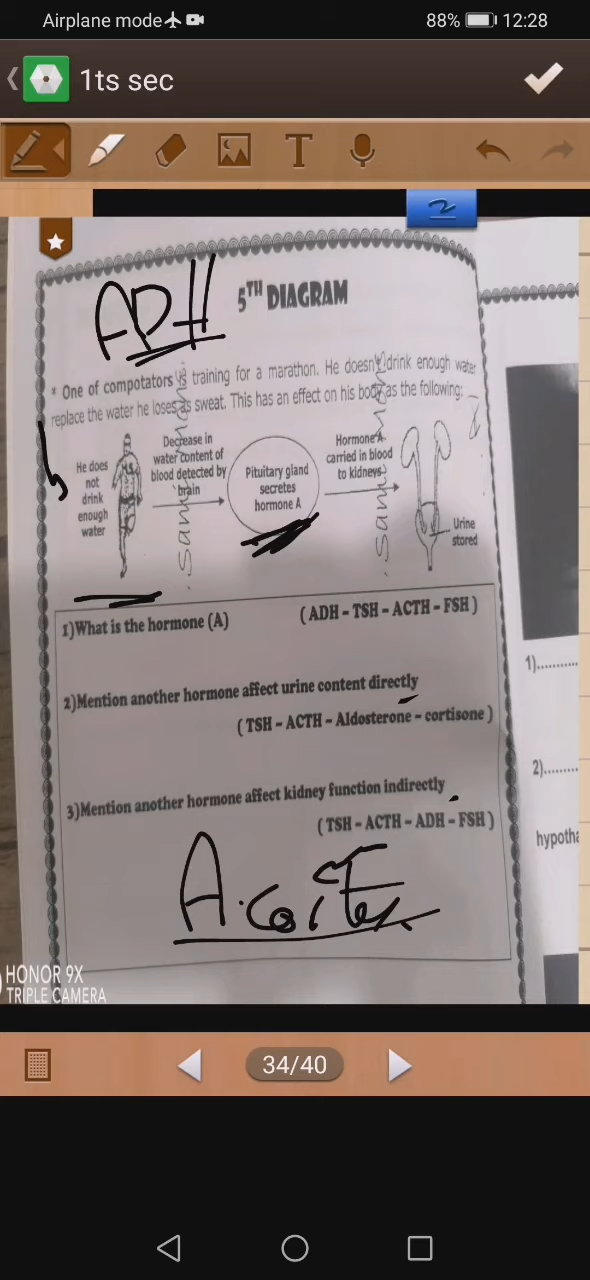 Airplane mode 88% 12:28
1ts sec
T
2
ADH
5TH DIAGRAM
* One of compotators is training for a marathon. He doesn't drink enough water
replace the water he loses as sweat. This has an effect on his body as the following:
He does
not
drink
enough
water
Decrease in
water content of
blood detected by
brain
Pituitary gland
secretes
hormone A
Hormone A
carried in blood
to kidneys
Urine
stored
1)What is the hormone (A) ( ADH - TSH - ACTH - FSH )
2)Mention another hormone affect urine content directly
( TSH - ACTH - Aldosterone - cortisone )
3)Mention another hormone affect kidney function indirectly
( TSH - ACTH - ADH - FSH )
A.CorTex
1)...........
2)........
hypotha
HONOR 9X
TRIPLE CAMERA
34/40